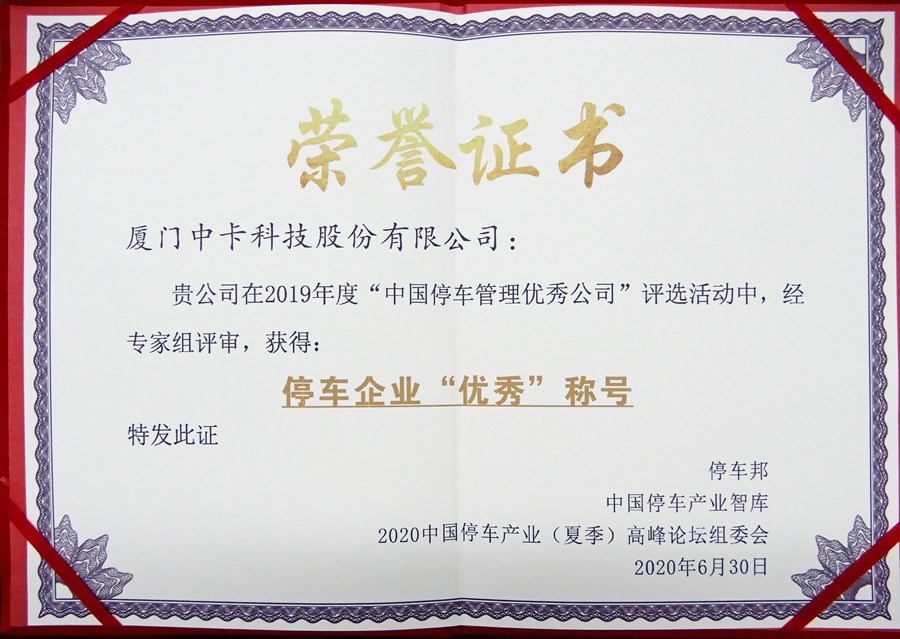 荣誉证书
厦门中卡科技股份有限公司：
贵公司在2019年度“中国停车管理优秀公司”评选活动中，经
专家组评审，获得：
停车企业“优秀”称号
特发此证
停车邦
中国停车产业智库
2020中国停车产业（夏季）高峰论坛组委会
2020年6月30日